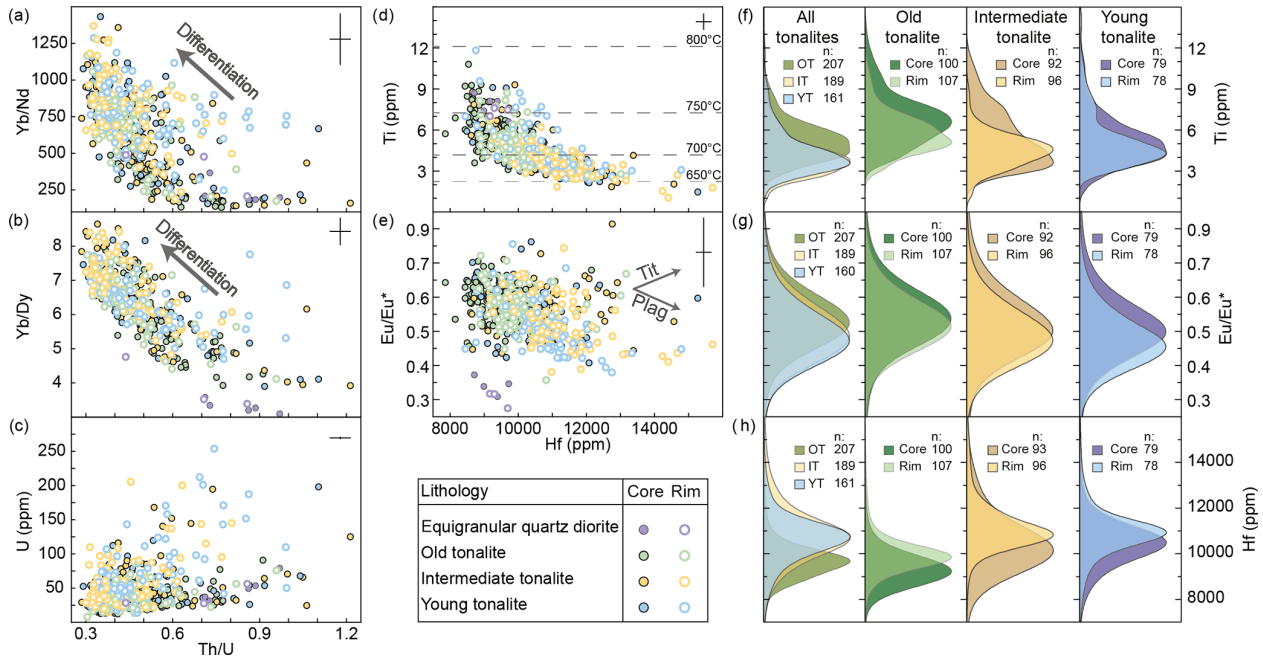 (a)
Yb/Nd
1250
1000
750
500
250
Differentiation
(b)
Yb/Dy
8
7
6
5
4
Differentiation
(c)
U (ppm)
250
200
150
100
50
0.3 0.4 0.6 0.9 1.2
Th/U
(d)
Ti (ppm)
12
9
6
3
800°C
750°C
700°C
650°C
(e)
Eu/Eu*
0.9
0.6
0.5
0.4
0.3
Tit
Plag
8000 10000 12000 14000
Hf (ppm)
Lithology Core Rim
Equigranular quartz diorite
Old tonalite
Intermediate tonalite
Young tonalite
(f)
All tonalites
n:
OT 207
IT 189
YT 161
Old tonalite
n:
Core 100
Rim 107
Intermediate tonalite
n:
Core 92
Rim 96
Young tonalite
n:
Core 79
Rim 78
12
9
6
3
Ti (ppm)
(g)
n:
OT 207
IT 189
YT 160
n:
Core 100
Rim 107
n:
Core 92
Rim 96
n:
Core 79
Rim 78
0.9
0.6
0.5
0.4
0.3
Eu/Eu*
(h)
n:
OT 207
IT 189
YT 161
n:
Core 100
Rim 107
n:
Core 93
Rim 96
n:
Core 79
Rim 78
14000
12000
10000
8000
Hf (ppm)